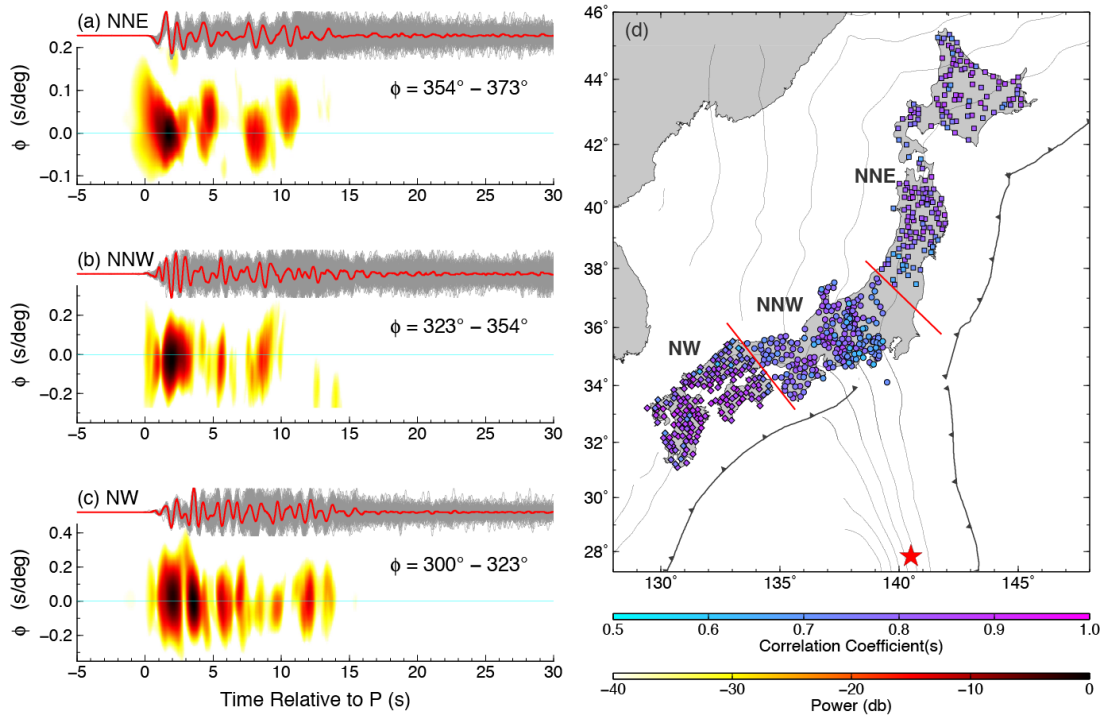 (a) NNE
0.2
0.1
0.0
−0.1
ϕ (s/deg)
ϕ = 354° − 373°
−5 0 5 10 15 20 25 30
(b) NNW
0.2
0.0
−0.2
ϕ (s/deg)
ϕ = 323° − 354°
−5 0 5 10 15 20 25 30
(c) NW
0.4
0.2
0.0
−0.2
ϕ (s/deg)
ϕ = 300° − 323°
−5 0 5 10 15 20 25 30
Time Relative to P (s)
(d)
46°
44°
42°
40°
38°
36°
34°
32°
30°
28°
NNE
NNW
NW
130° 135° 140° 145°
0.5 0.6 0.7 0.8 0.9 1.0
Correlation Coefficient(s)
−40 −30 −20 −10 0
Power (db)